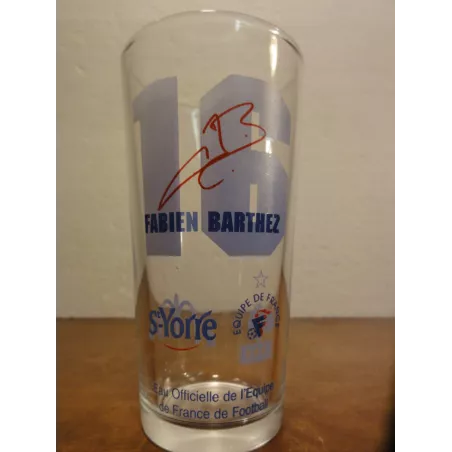 16
FABIEN BARTHEZ
St-Yorre
EQUIPE DE FRANCE
Eau Officielle de l'Equipe
de France de Football